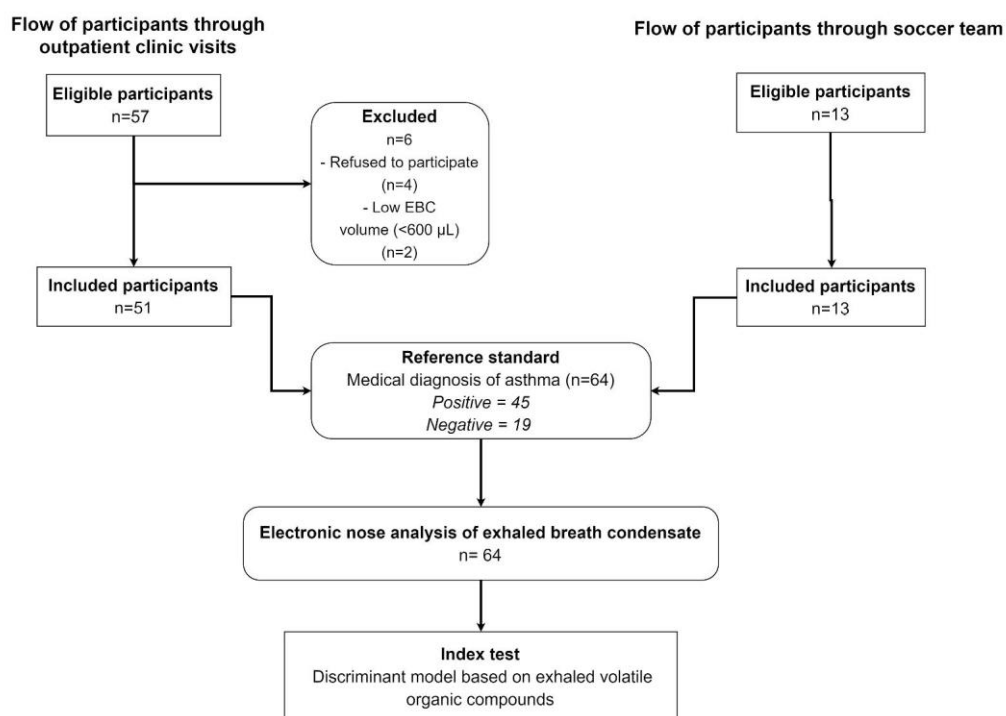 Flow of participants through
outpatient clinic visits
Flow of participants through soccer team
Eligible participants
n=57
Excluded
n=6
- Refused to participate
(n=4)
- Low EBC
volume (<600 µL)
(n=2)
Eligible participants
n=13
Included participants
n=51
Included participants
n=13
Reference standard
Medical diagnosis of asthma (n=64)
Positive = 45
Negative = 19
Electronic nose analysis of exhaled breath condensate
n= 64
Index test
Discriminant model based on exhaled volatile
organic compounds